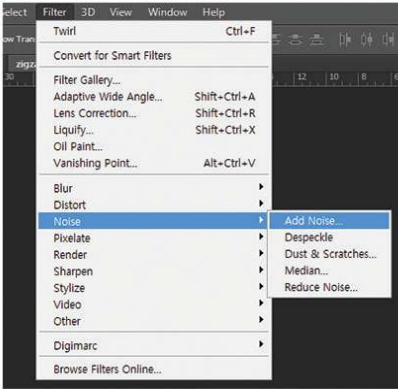 elect Filter 3D View Window Help
ow Tran
zigz
30 12 10 8 6
Twirl Ctrl+F
Convert for Smart Filters
Filter Gallery...
Adaptive Wide Angle... Shift+Ctrl+A
Lens Correction... Shift+Ctrl+R
Liquify... Shift+Ctrl+X
Oil Paint...
Vanishing Point... Alt+Ctrl+V
Blur
Distort
Noise
Pixelate
Render
Sharpen
Stylize
Video
Other
Digimarc
Browse Filters Online...
Add Noise...
Despeckle
Dust & Scratches...
Median...
Reduce Noise...